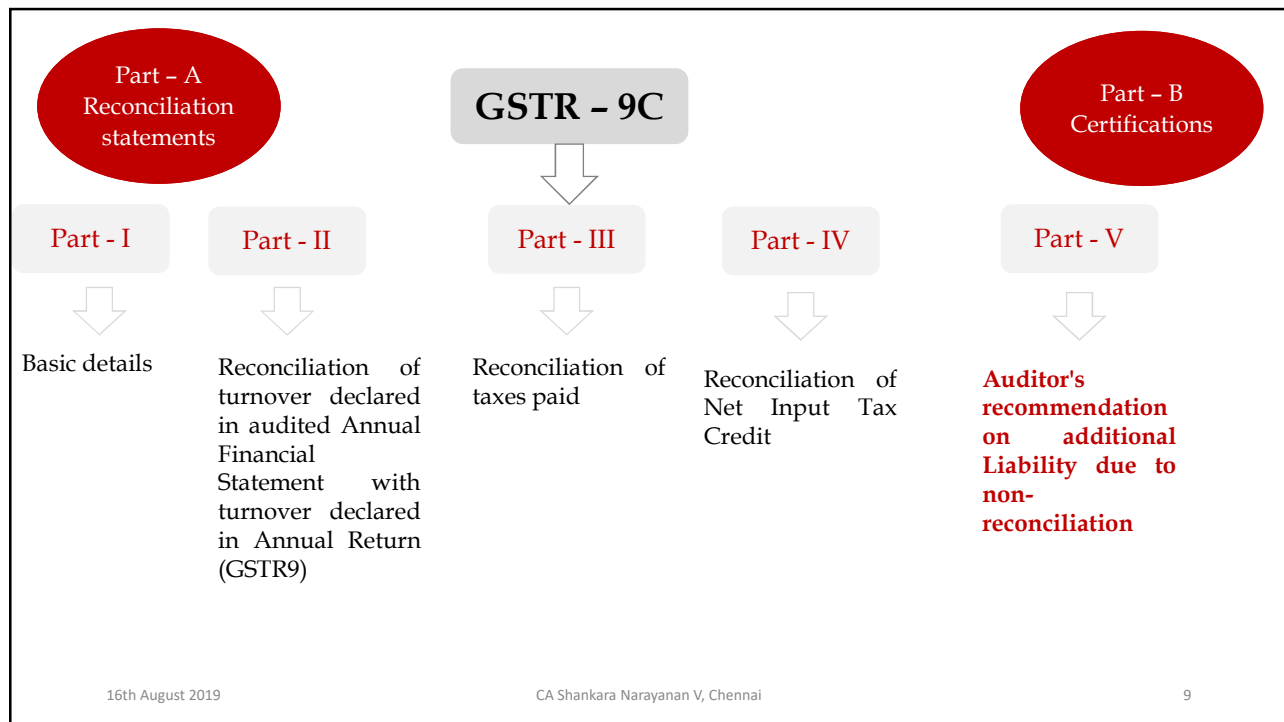 Part – A
Reconciliation
statements
GSTR – 9C
Part – B
Certifications
Part - I
Part - II
Part - III
Part - IV
Part - V
Basic details
Reconciliation of
turnover declared
in audited Annual
Financial
Statement with
turnover declared
in Annual Return
(GSTR9)
Reconciliation of
taxes paid
Reconciliation of
Net Input Tax
Credit
Auditor's
recommendation
on additional
Liability due to
non-
reconciliation
16th August 2019
CA Shankara Narayanan V, Chennai
9